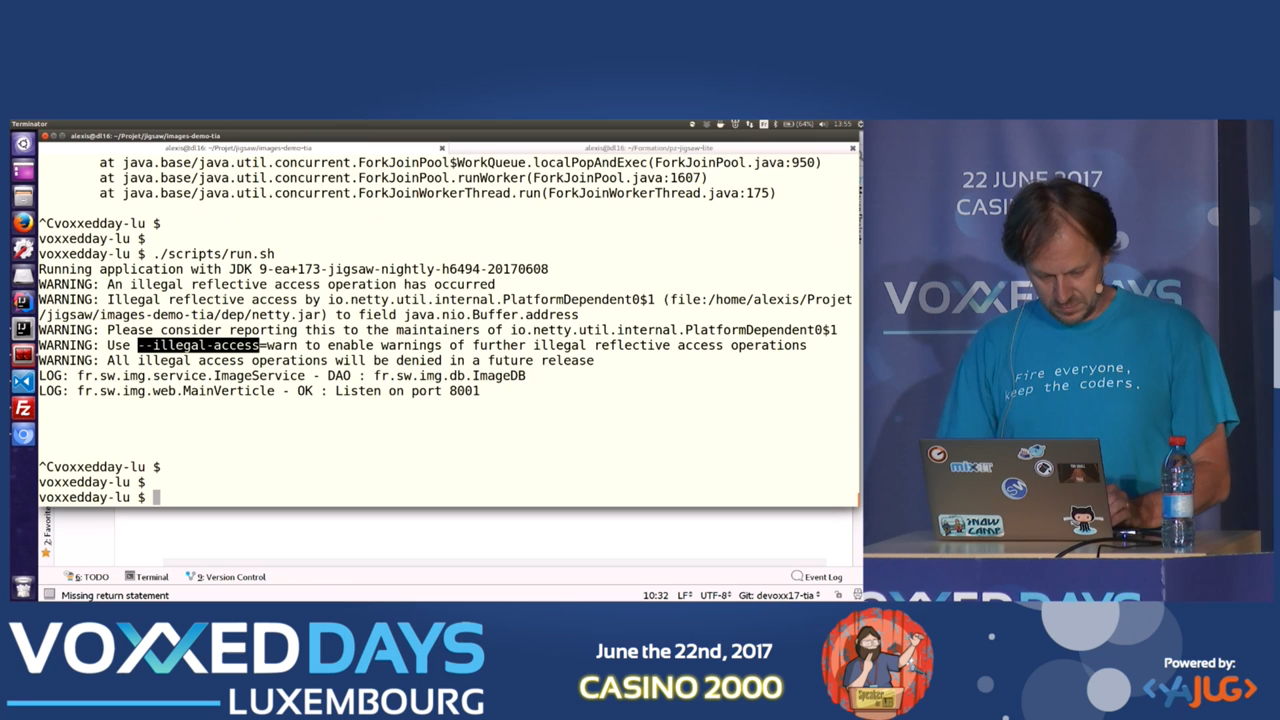 Terminator
13:55
(64%)
alexis@dl16: ~/Projet/jigsaw/images-demo-tia
alexis@dl16: ~/Projet/jigsaw/images-demo-tia
alexis@dl16: ~/Formation/pz-jigsaw-lite
at java.base/java.util.concurrent.ForkJoinPool$WorkQueue.localPopAndExec(ForkJoinPool.java:950)
at java.base/java.util.concurrent.ForkJoinPool.runWorker(ForkJoinPool.java:1607)
at java.base/java.util.concurrent.ForkJoinWorkerThread.run(ForkJoinWorkerThread.java:175)
^Cvoxxedday-lu $
voxxedday-lu $
voxxedday-lu $ ./scripts/run.sh
Running application with JDK 9-ea+173-jigsaw-nightly-h6494-20170608
WARNING: An illegal reflective access operation has occurred
WARNING: Illegal reflective access by io.netty.util.internal.PlatformDependent0$1 (file:/home/alexis/Projet
/jigsaw/images-demo-tia/dep/netty.jar) to field java.nio.Buffer.address
WARNING: Please consider reporting this to the maintainers of io.netty.util.internal.PlatformDependent0$1
WARNING: Use --illegal-access=warn to enable warnings of further illegal reflective access operations
WARNING: All illegal access operations will be denied in a future release
LOG: fr.sw.img.service.ImageService - DAO : fr.sw.img.db.ImageDB
LOG: fr.sw.img.web.MainVerticle - OK : Listen on port 8001
^Cvoxxedday-lu $
voxxedday-lu $
voxxedday-lu $
2: Favorite
6: TODO
Terminal
9: Version Control
Event Log
Missing return statement
10:32
LF
UTF-8
Git: devoxx17-tia
22 JUNE 2017
Fire everyone,
keep the coders.
mixIT
SNOW
CAMP
VOXXED DAYS
LUXEMBOURG
June the 22nd, 2017
CASINO 2000
Speaker
Powered by:
YAJUG